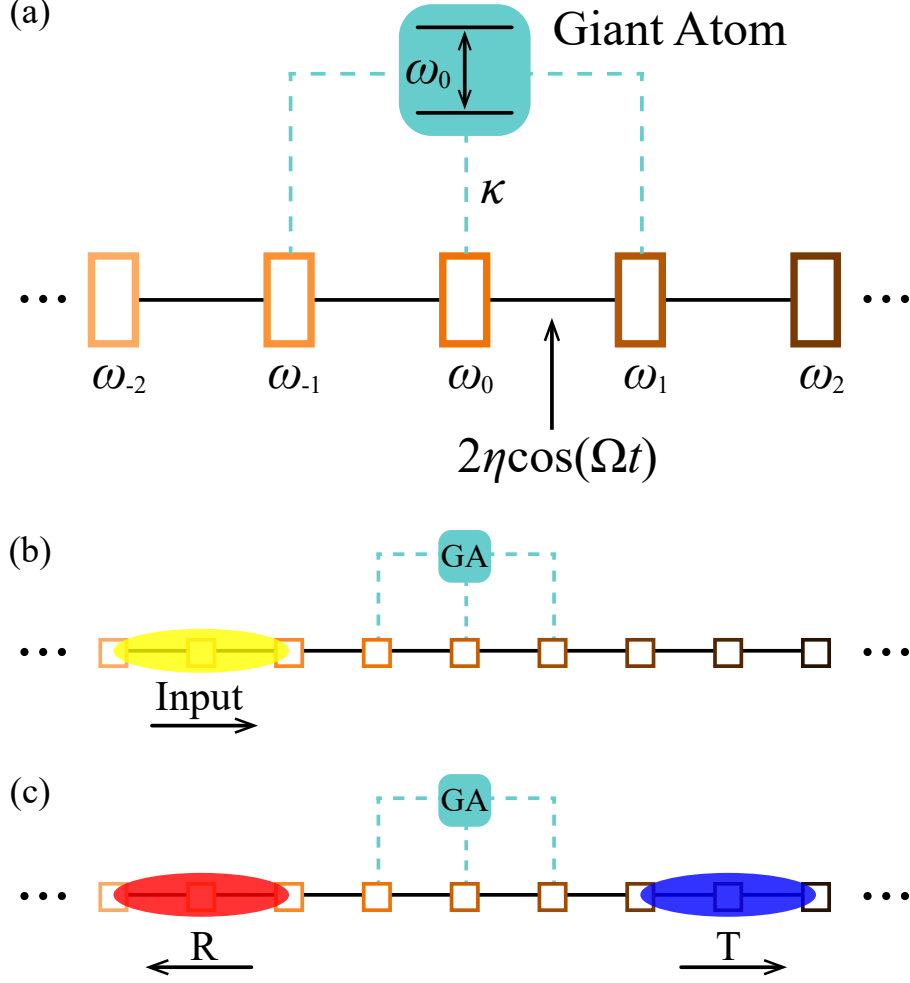 (a)
Giant Atom
ω₀
κ
... ...
ω₋₂ ω₋₁ ω₀ ω₁ ω₂
2ηcos(Ωt)
(b)
GA
... ...
Input
(c)
GA
... ...
R T